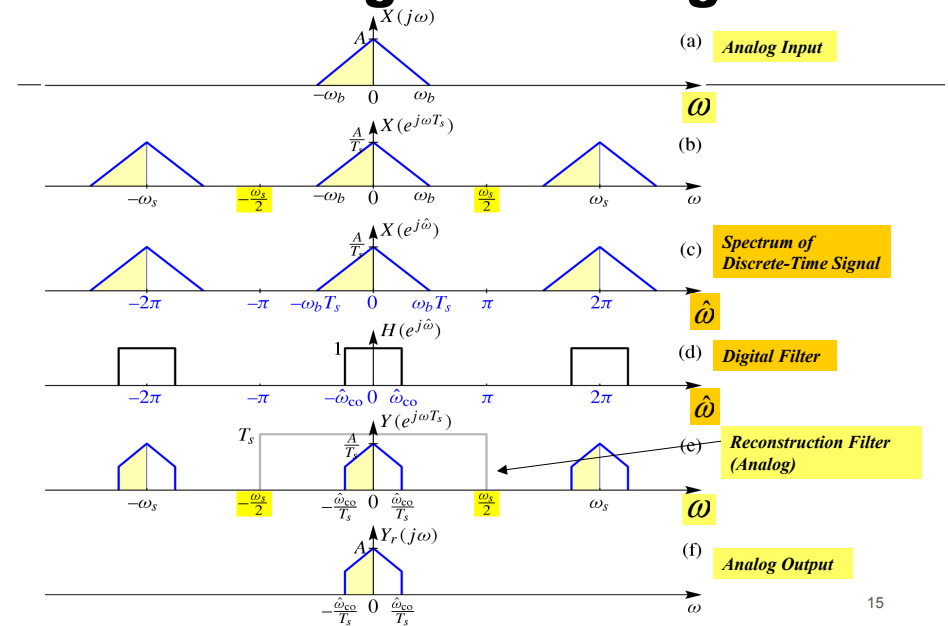 X(jω)
A
(a)
Analog Input
−ω_b 0 ω_b
ω
X(e^{jωT_s})
A/T_s
(b)
−ω_s −ω_s/2 −ω_b 0 ω_b ω_s/2 ω_s ω
X(e^{jω̂})
A/T_s
(c)
Spectrum of
Discrete-Time Signal
−2π −π −ω_bT_s 0 ω_bT_s π 2π
ω̂
H(e^{jω̂})
1
(d)
Digital Filter
−2π −π −ω̂_co 0 ω̂_co π 2π
ω̂
Y(e^{jωT_s})
T_s
A/T_s
(e)
Reconstruction Filter
(Analog)
−ω_s −ω_s/2 −ω̂_co/T_s 0 ω̂_co/T_s ω_s/2 ω_s
ω
Y_r(jω)
A
(f)
Analog Output
−ω̂_co/T_s 0 ω̂_co/T_s ω
15